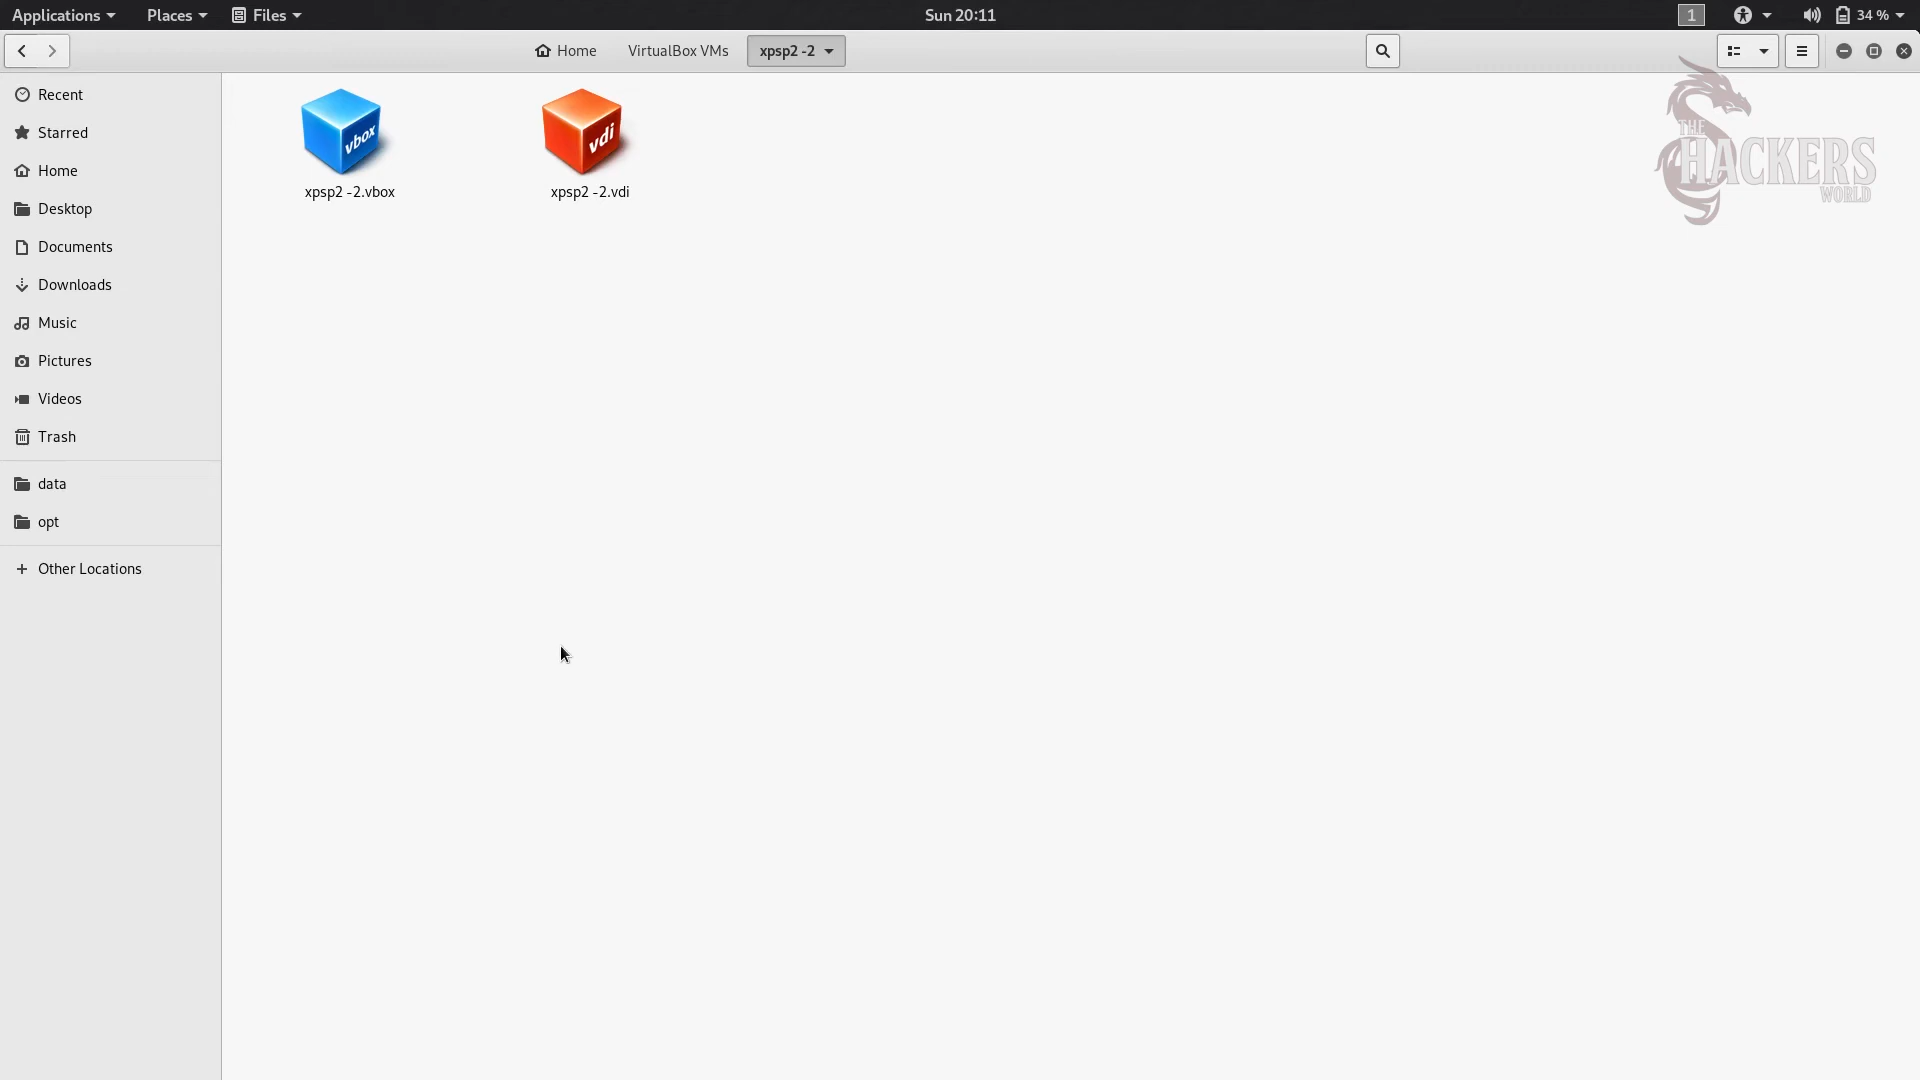 Applications Places Files Sun 20:11 1 34 %
Home VirtualBox VMs xpsp2 -2
Recent
Starred
Home
Desktop
Documents
Downloads
Music
Pictures
Videos
Trash
data
opt
Other Locations
vbox
xpsp2 -2.vbox
vdi
xpsp2 -2.vdi
THE
HACKERS
WORLD